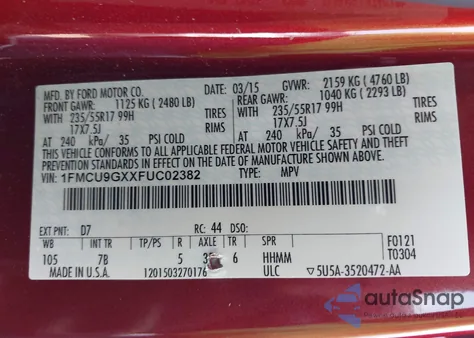 MFD. BY FORD MOTOR CO. DATE: 03/15 GVWR: 2159 KG ( 4760 LB)
FRONT GAWR: 1125 KG ( 2480 LB) REAR GAWR: 1040 KG ( 2293 LB)
WITH 235/55R17 99H WITH 235/55R17 99H
17X7.5J 17X7.5J
AT 240 kPa/ 35 PSI COLD AT 240 kPa/ 35 PSI COLD
THIS VEHICLE CONFORMS TO ALL APPLICABLE FEDERAL MOTOR VEHICLE SAFETY AND THEFT
PREVENTION STANDARDS IN EFFECT ON THE DATE OF MANUFACTURE SHOWN ABOVE.
VIN: 1FMCU9GXXFUC02382 TYPE: MPV
EXT PNT: D7 RC: 44 DSO: F0121
WB INT TR TP/PS R AXLE TR SPR T0304
105 7B 5 6 HHMM
MADE IN U.S.A. 1201503270176 ULC ▽5U5A-3520472-AA
autoSnap